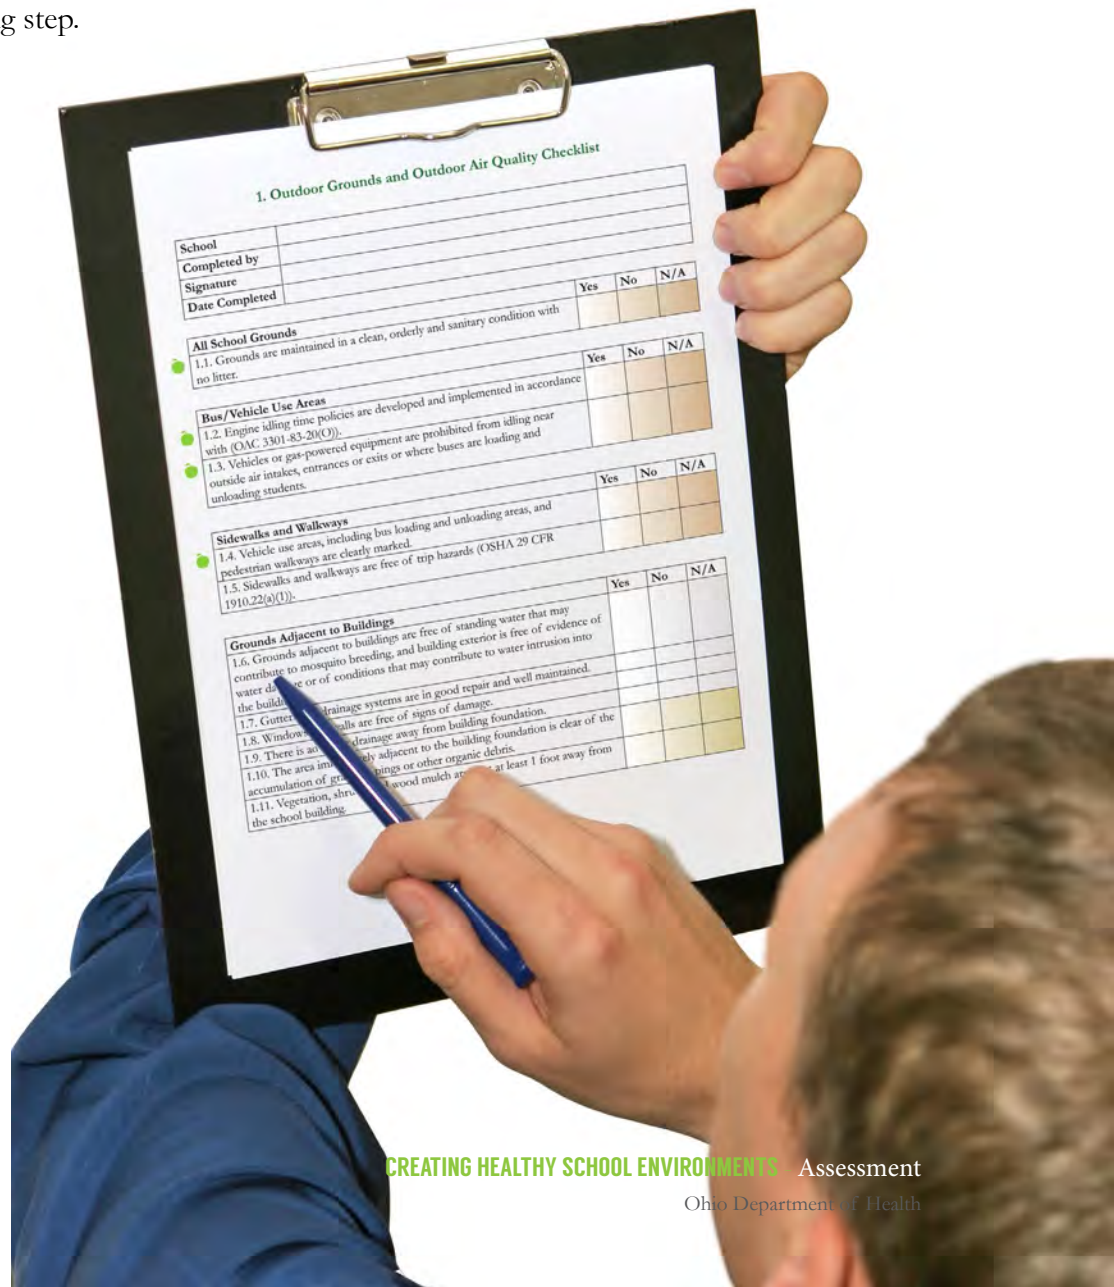 g step.
1. Outdoor Grounds and Outdoor Air Quality Checklist
School
Completed by
Signature
Date Completed
All School Grounds Yes No N/A
1.1. Grounds are maintained in a clean, orderly and sanitary condition with
no litter.
Bus/Vehicle Use Areas Yes No N/A
1.2. Engine idling time policies are developed and implemented in accordance
with (OAC 3301-83-20(O)).
1.3. Vehicles or gas-powered equipment are prohibited from idling near
outside air intakes, entrances or exits or where buses are loading and
unloading students.
Sidewalks and Walkways Yes No N/A
1.4. Vehicle use areas, including bus loading and unloading areas, and
pedestrian walkways are clearly marked.
1.5. Sidewalks and walkways are free of trip hazards (OSHA 29 CFR
1910.22(a)(1)).
Grounds Adjacent to Buildings Yes No N/A
1.6. Grounds adjacent to buildings are free of standing water that may
contribute to mosquito breeding, and building exterior is free of evidence of
water or of conditions that may contribute to water intrusion into
the
1.7. drainage systems are in good repair and well maintained.
1.8. are free of signs of damage.
1.9. There is drainage away from building foundation.
1.10. The area adjacent to the building foundation is clear of the
accumulation of or other organic debris.
1.11. Vegetation, wood mulch at least 1 foot away from
the school building.
CREATING HEALTHY SCHOOL ENVIRONMENTS Assessment
Ohio Department of Health